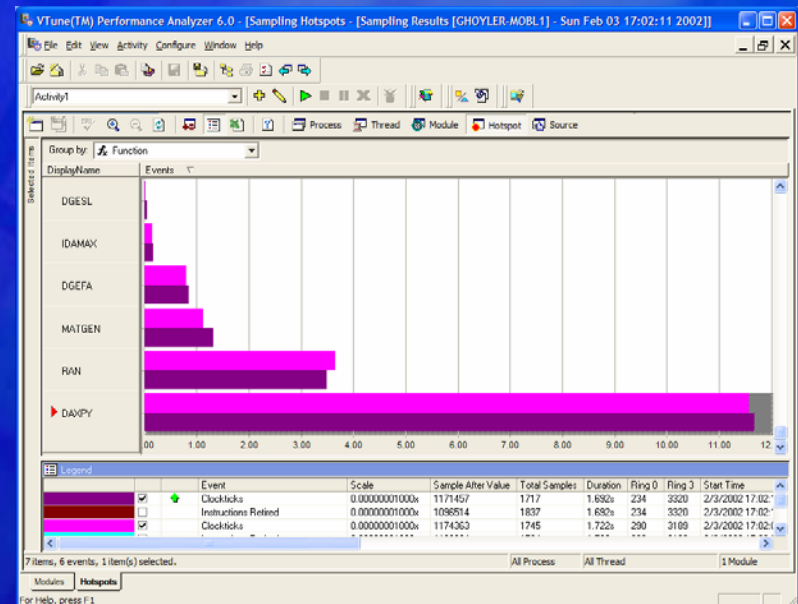 VTune(TM) Performance Analyzer 6.0 - [Sampling Hotspots - [Sampling Results [GHOYLER-MOBL1] - Sun Feb 03 17:02:11 2002]]
File Edit View Activity Configure Window Help
Activity1
Process Thread Module Hotspot Source
Group by: Function
Selected Items
DisplayName Events
DGESL
IDAMAX
DGEFA
MATGEN
RAN
DAXPY
.00 1.00 2.00 3.00 4.00 5.00 6.00 7.00 8.00 9.00 10.00 11.00 12.
Legend
Event Scale Sample After Value Total Samples Duration Ring 0 Ring 3 Start Time
Clockticks 0.00000001000x 1171457 1717 1.692s 234 3320 2/3/2002 17:02:
Instructions Retired 0.00000001000x 1096514 1837 1.692s 234 3320 2/3/2002 17:02:
Clockticks 0.00000001000x 1174363 1745 1.722s 290 3189 2/3/2002 17:02:
7 items, 6 events, 1 item(s) selected. All Process All Thread 1 Module
Modules Hotspots
For Help, press F1